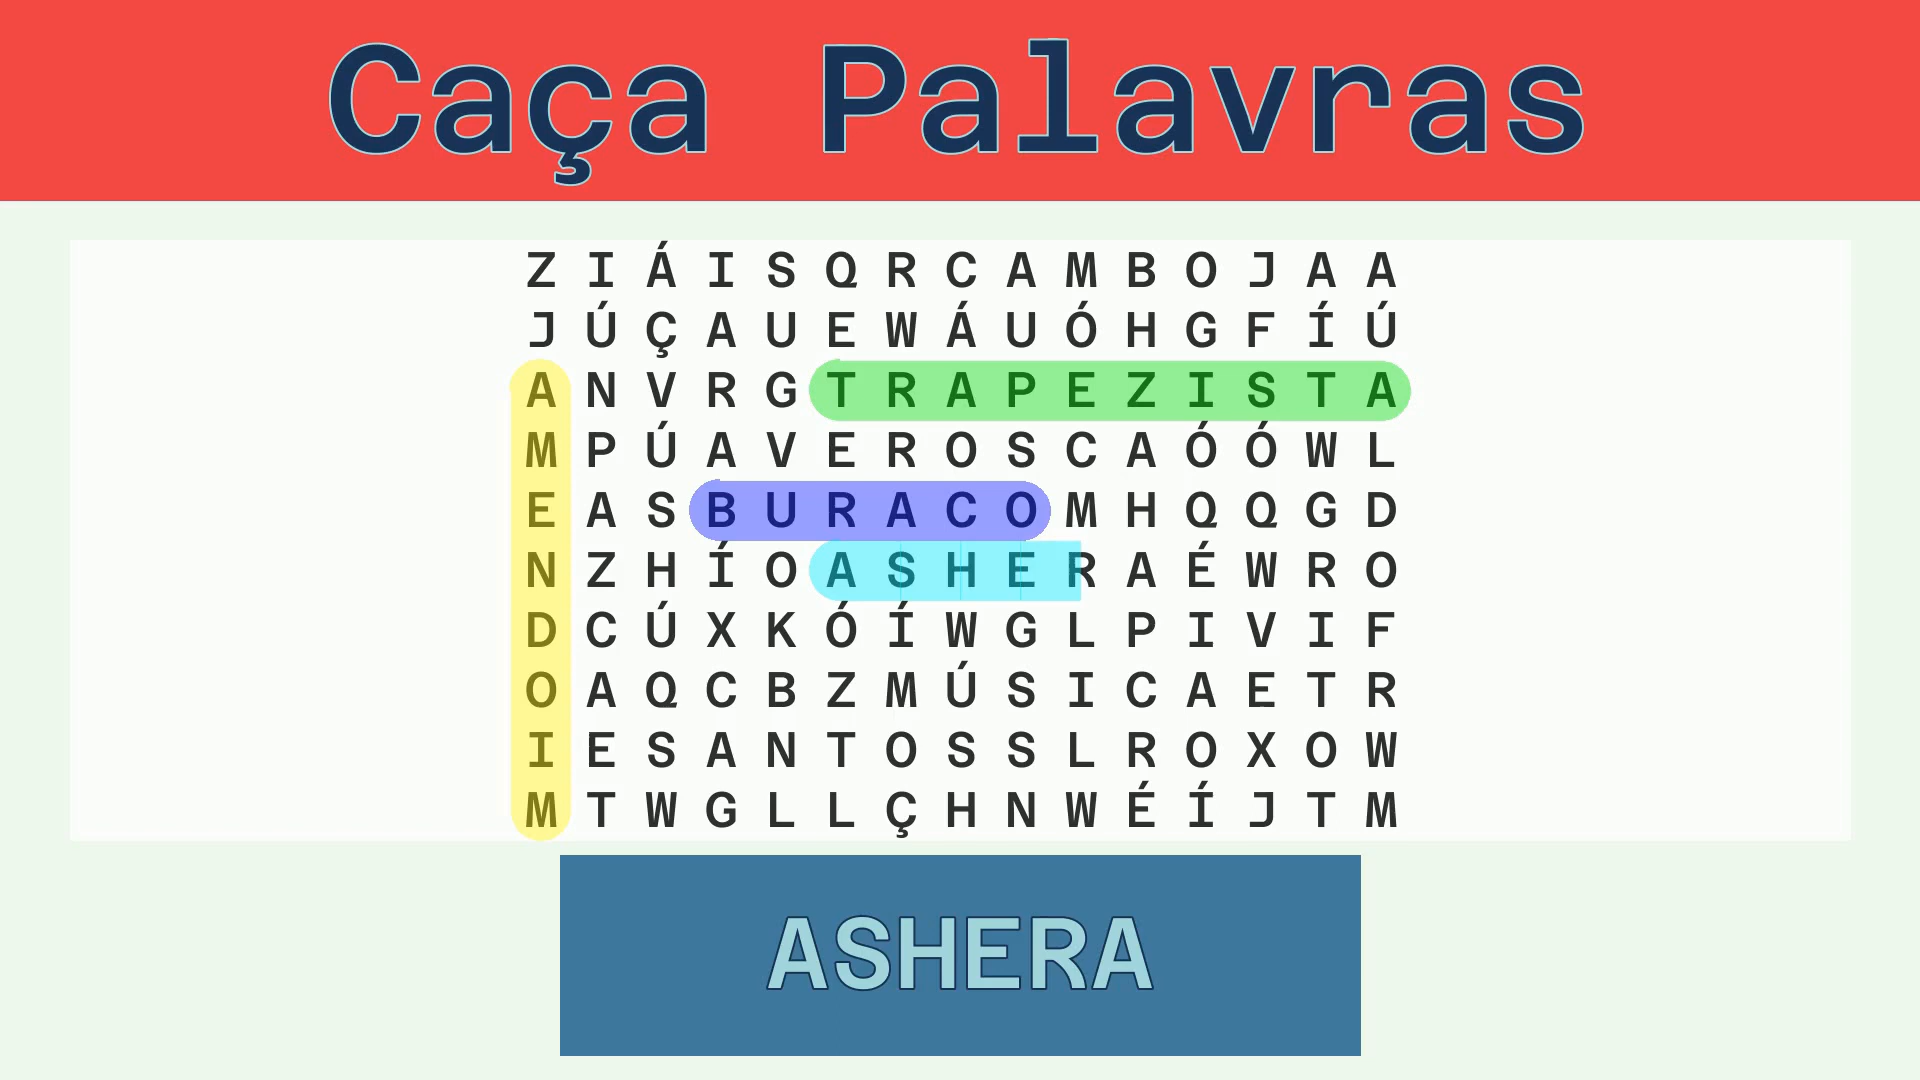 Caça Palavras
Z I Á I S Q R C A M B O J A A
J Ú Ç A U E W Á U Ó H G F Í Ú
A N V R G T R A P E Z I S T A
M P Ú A V E R O S C A Ó Ó W L
E A S B U R A C O M H Q Q G D
N Z H Í O A S H E R A É W R O
D C Ú X K Ó Í W G L P I V I F
O A Q C B Z M Ú S I C A E T R
I E S A N T O S S L R O X O W
M T W G L L Ç H N W É Í J T M
ASHERA